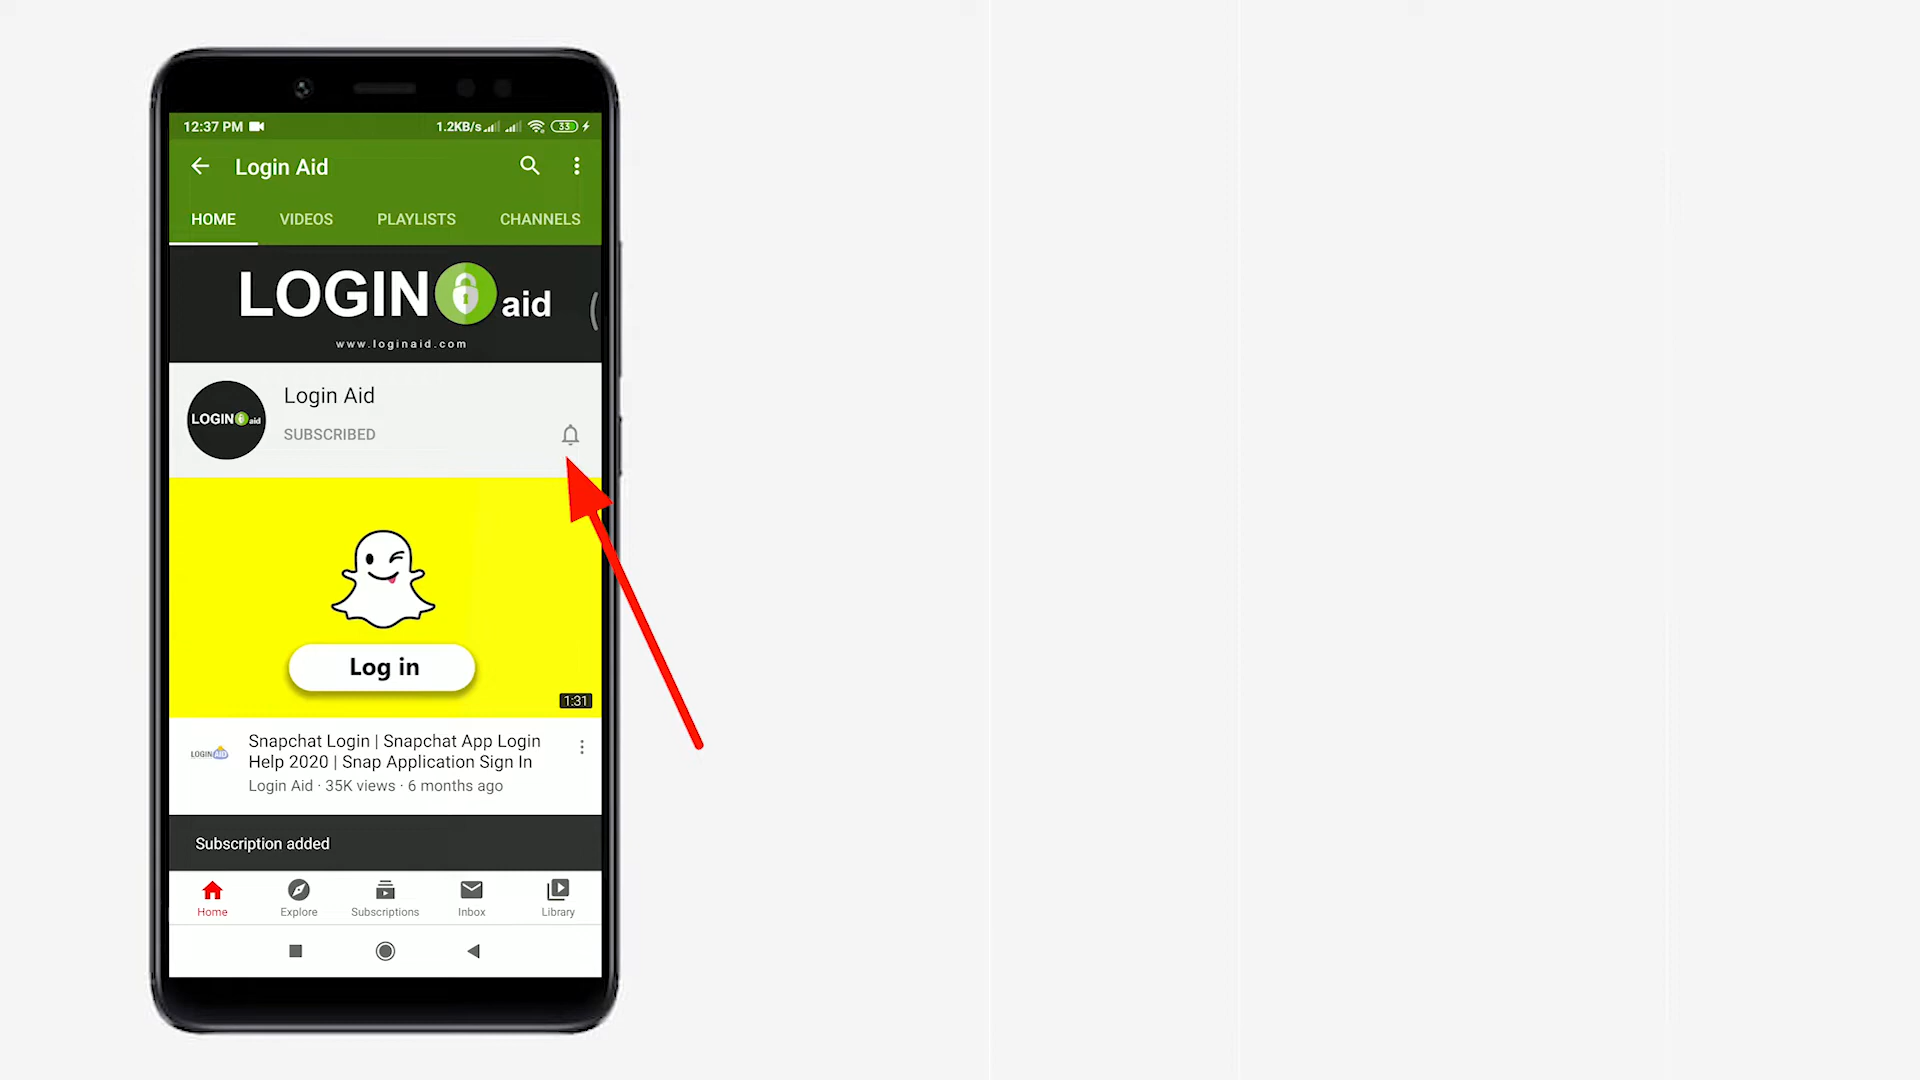 12:37 PM 1.2KB/s 33
Login Aid
HOME VIDEOS PLAYLISTS CHANNELS
LOGIN aid
www.loginaid.com
LOGIN aid
Login Aid
SUBSCRIBED
Log in
1:31
LOGIN AID
Snapchat Login | Snapchat App Login
Help 2020 | Snap Application Sign In
Login Aid · 35K views · 6 months ago
Subscription added
Home Explore Subscriptions Inbox Library